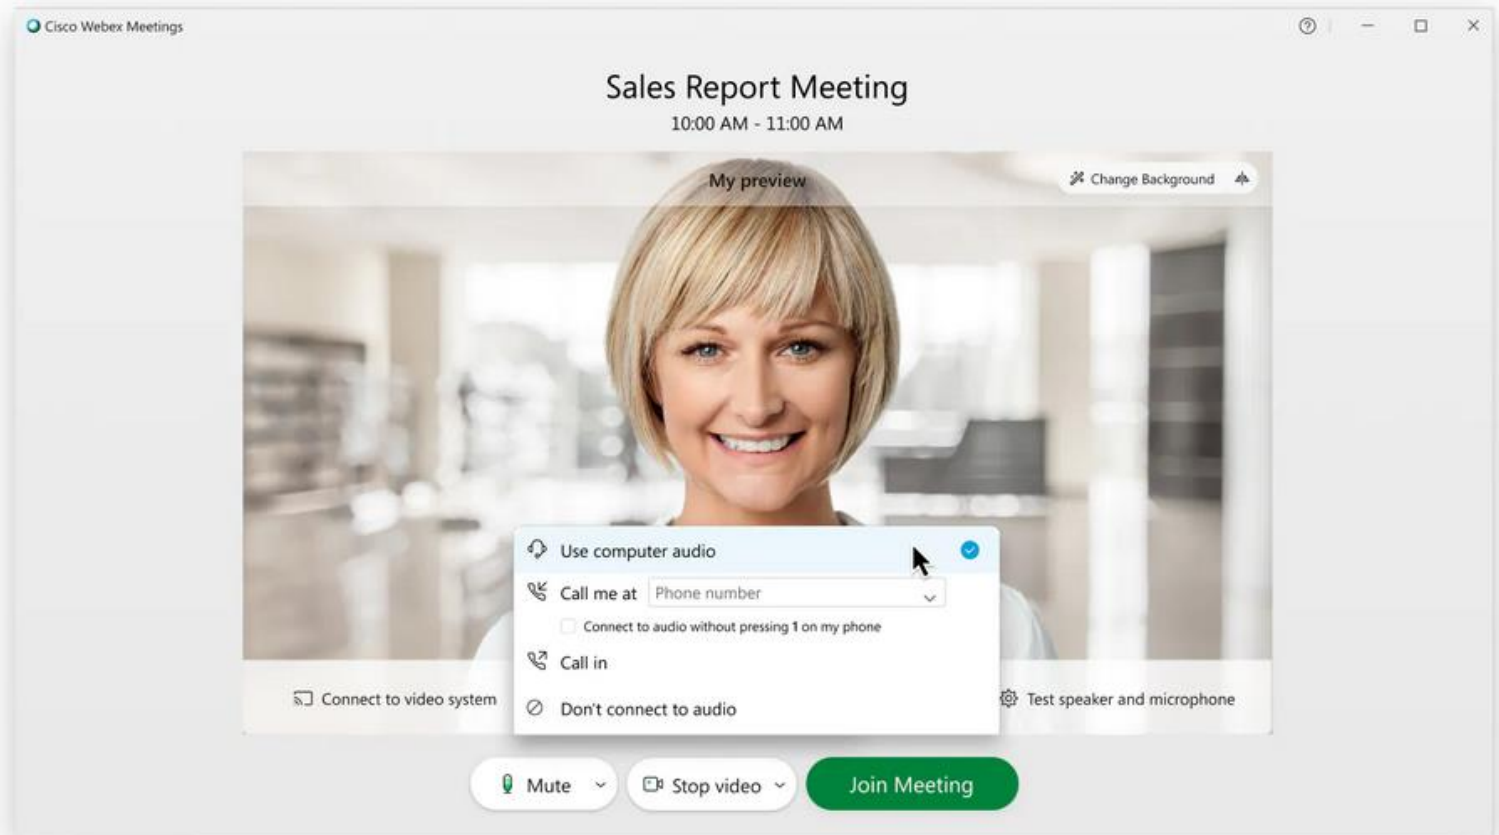 Cisco Webex Meetings
Sales Report Meeting
10:00 AM - 11:00 AM
My preview
Change Background
Use computer audio
Call me at Phone number
Connect to audio without pressing 1 on my phone
Call in
Connect to video system
Don't connect to audio
Test speaker and microphone
Mute
Stop video
Join Meeting